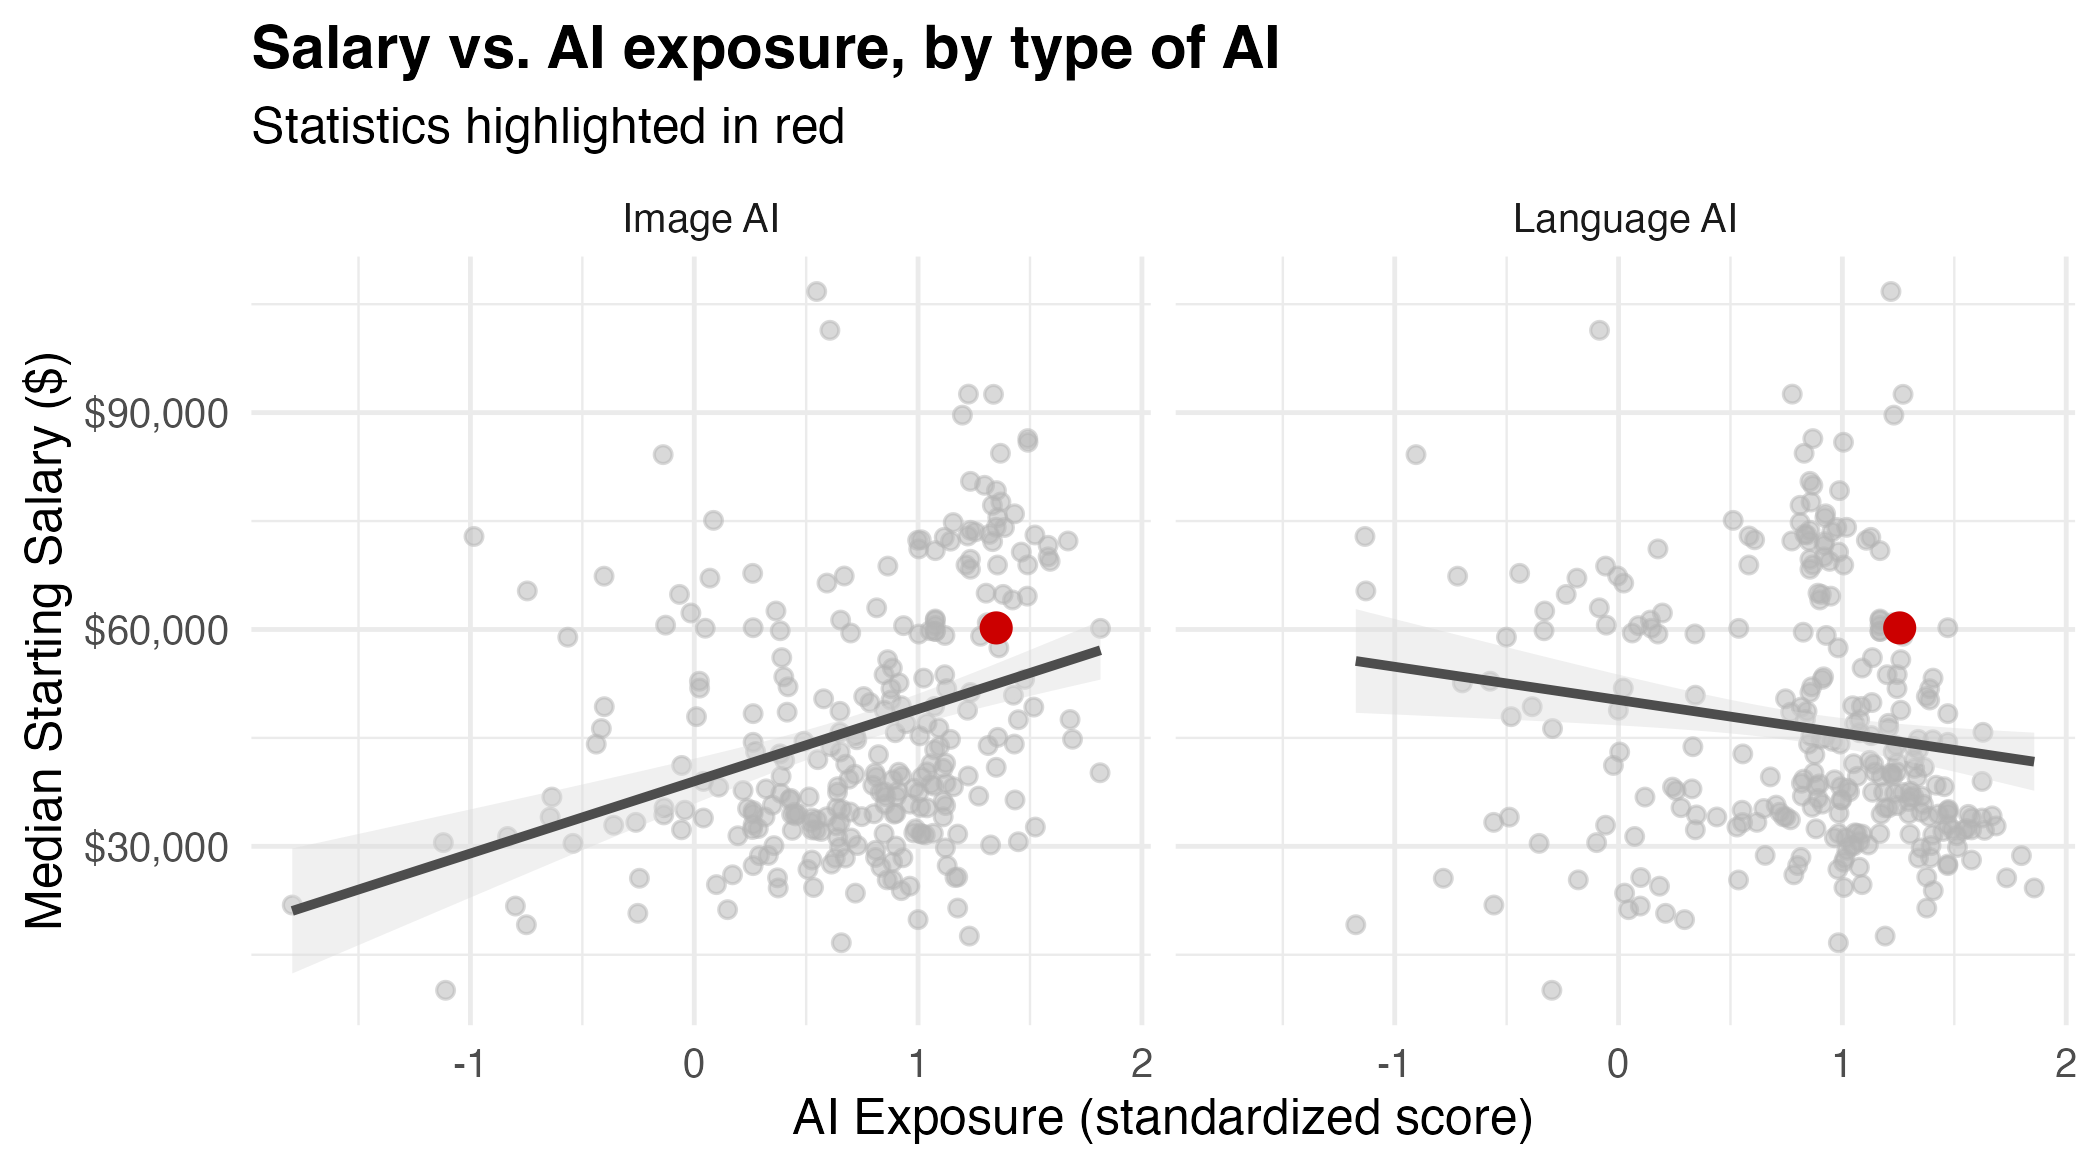 Salary vs. AI exposure, by type of AI
Statistics highlighted in red
Image AI
Language AI
Median Starting Salary ($)
$90,000
$60,000
$30,000
-1 0 1 2
-1 0 1 2
AI Exposure (standardized score)